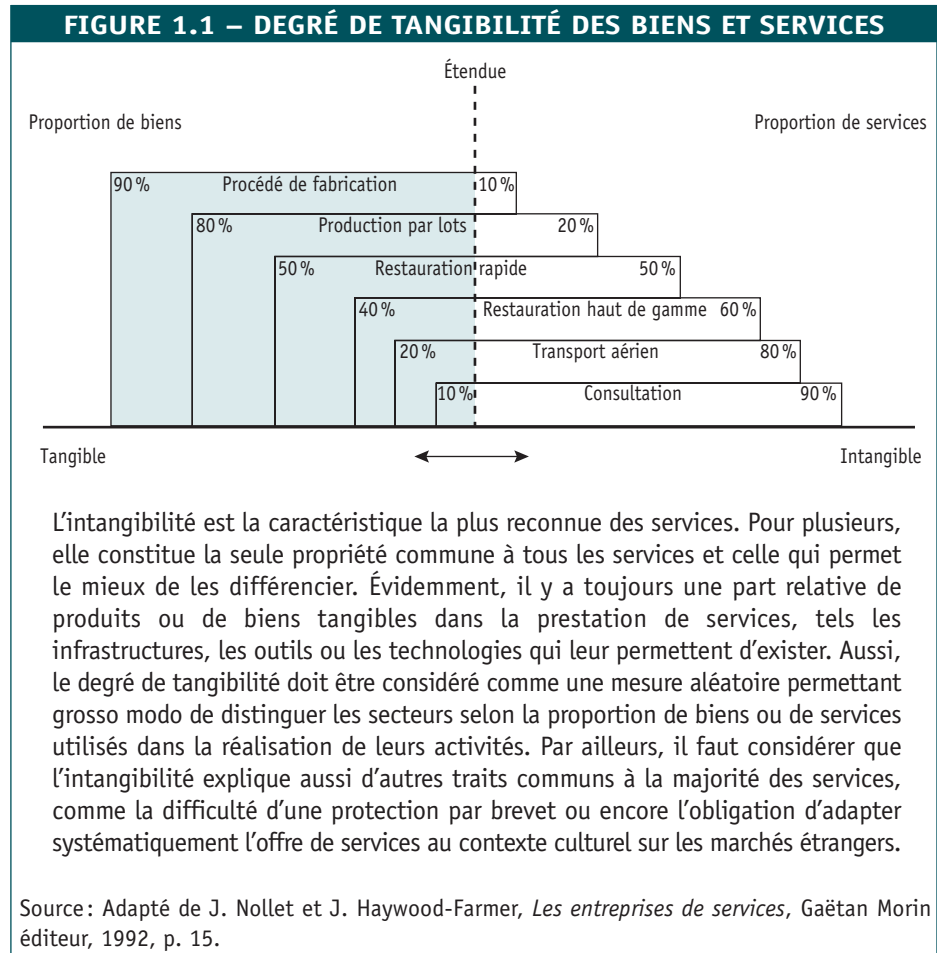 FIGURE 1.1 – DEGRÉ DE TANGIBILITÉ DES BIENS ET SERVICES
Étendue
Proportion de biens Proportion de services
90 % Procédé de fabrication 10 %
80 % Production par lots 20 %
50 % Restauration rapide 50 %
40 % Restauration haut de gamme 60 %
20 % Transport aérien 80 %
10 % Consultation 90 %
Tangible Intangible
L’intangibilité est la caractéristique la plus reconnue des services. Pour plusieurs,
elle constitue la seule propriété commune à tous les services et celle qui permet
le mieux de les différencier. Évidemment, il y a toujours une part relative de
produits ou de biens tangibles dans la prestation de services, tels les
infrastructures, les outils ou les technologies qui leur permettent d’exister. Aussi,
le degré de tangibilité doit être considéré comme une mesure aléatoire permettant
grosso modo de distinguer les secteurs selon la proportion de biens ou de services
utilisés dans la réalisation de leurs activités. Par ailleurs, il faut considérer que
l’intangibilité explique aussi d’autres traits communs à la majorité des services,
comme la difficulté d’une protection par brevet ou encore l’obligation d’adapter
systématiquement l’offre de services au contexte culturel sur les marchés étrangers.
Source : Adapté de J. Nollet et J. Haywood-Farmer, Les entreprises de services, Gaëtan Morin
éditeur, 1992, p. 15.